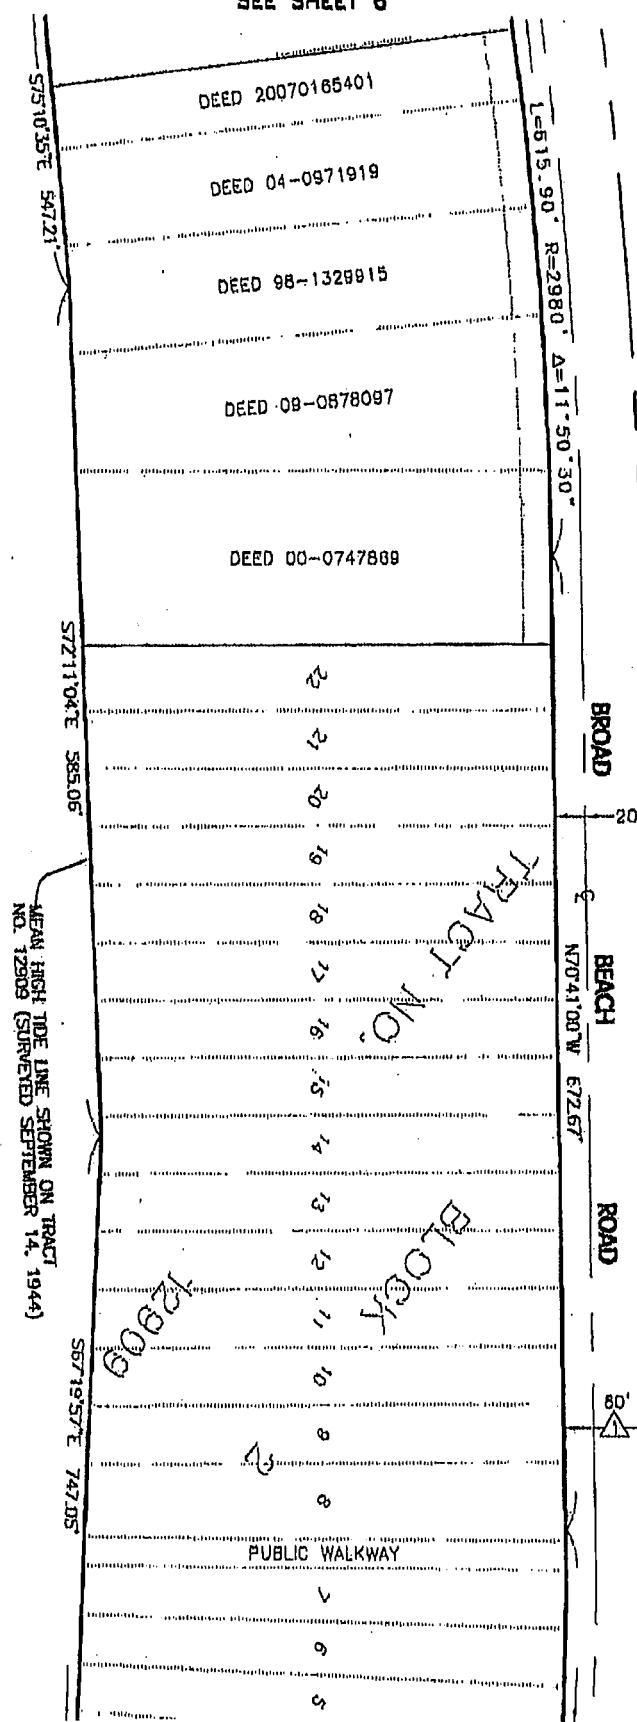 SEE SHEET 6
DEED 20070165401
DEED 04-0971919
DEED 98-1329915
DEED 09-0878097
DEED 00-0747869
S75°10'35"E 547.21'
L=615.90' R=2980' Δ=11°50'30"
S72°11'04"E 585.06'
BROAD BEACH ROAD
20
N70°41'00"W 672.67'
22
21
20
19
18
17
16
15
14
13
12
11
10
9
8
PUBLIC WALKWAY
7
6
5
TRACT NO. 12909
BLOCK 2
MEAN HIGH TIDE LINE SHOWN ON TRACT
NO. 12909 (SURVEYED SEPTEMBER 14, 1944)
S67°19'57"E 747.05'
80'
1